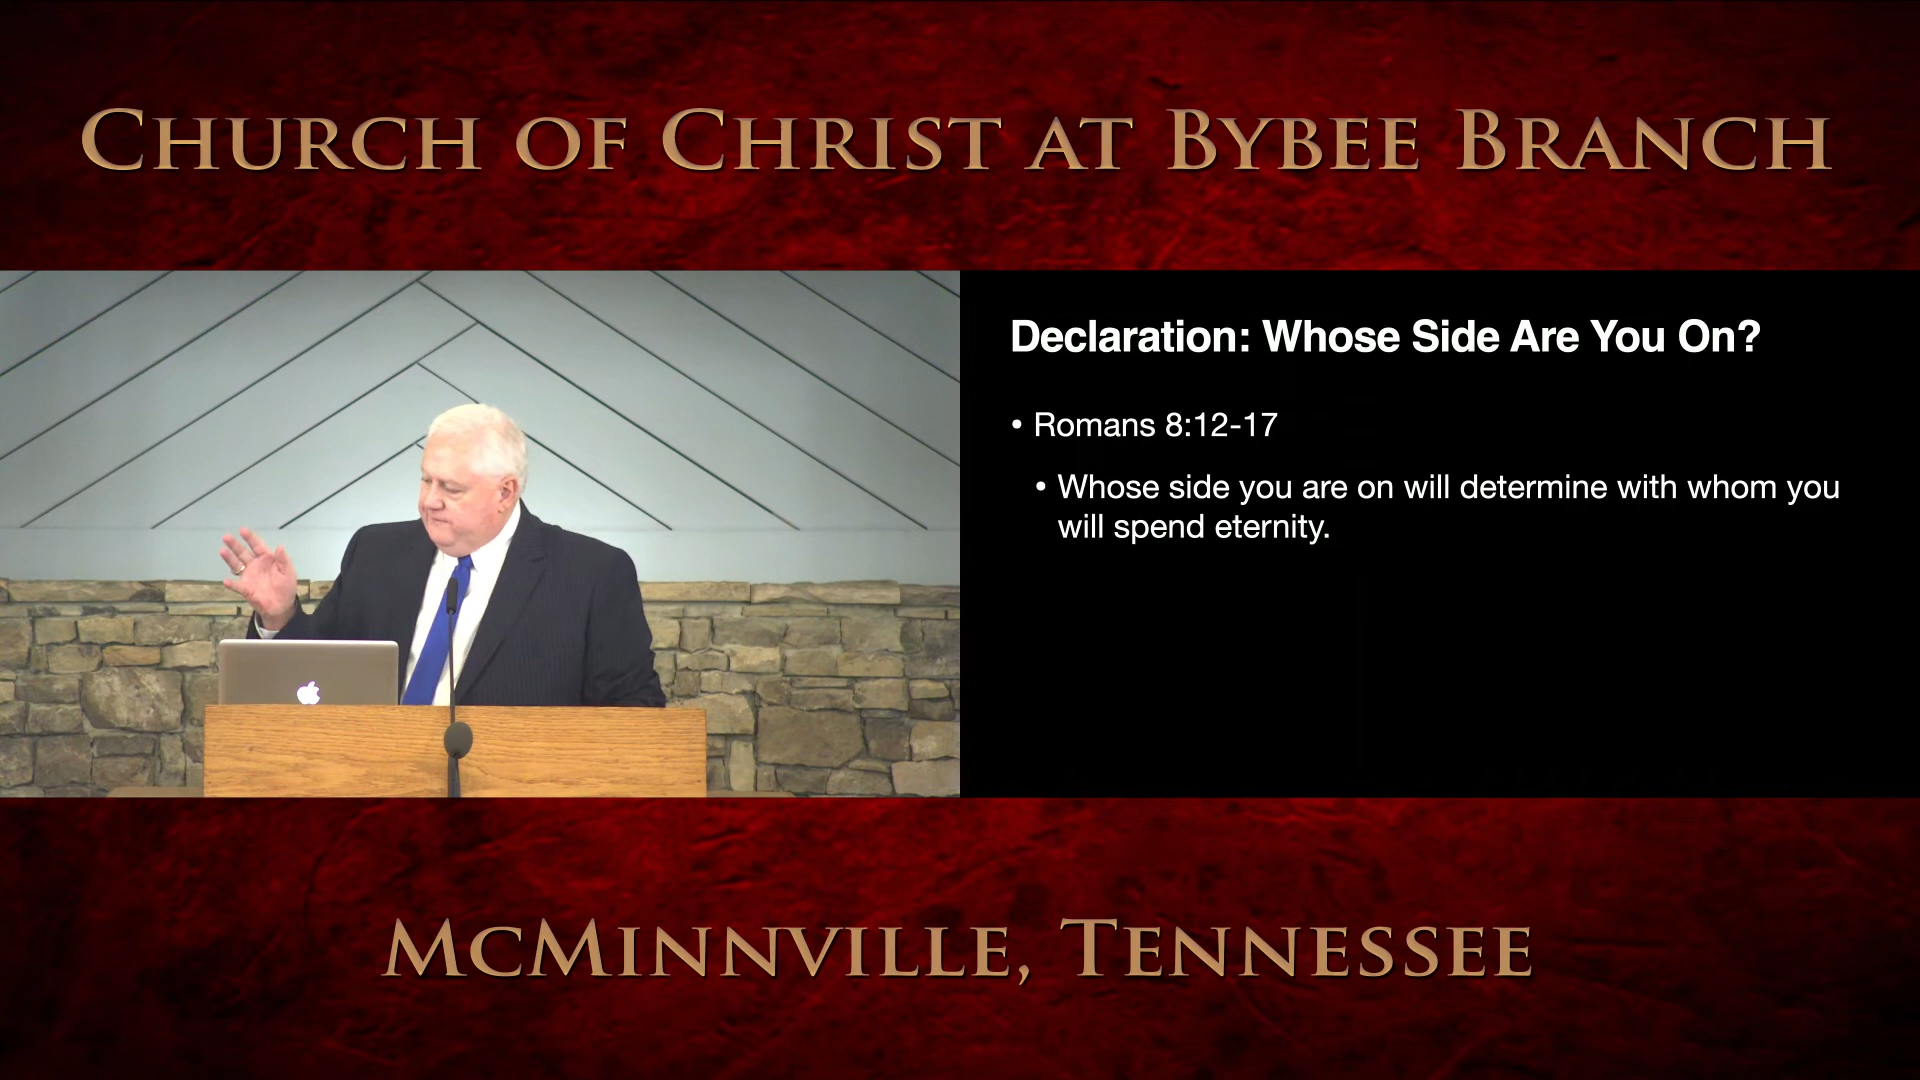 Church of Christ at Bybee Branch
Declaration: Whose Side Are You On?
• Romans 8:12-17
• Whose side you are on will determine with whom you
will spend eternity.
McMinnville, Tennessee